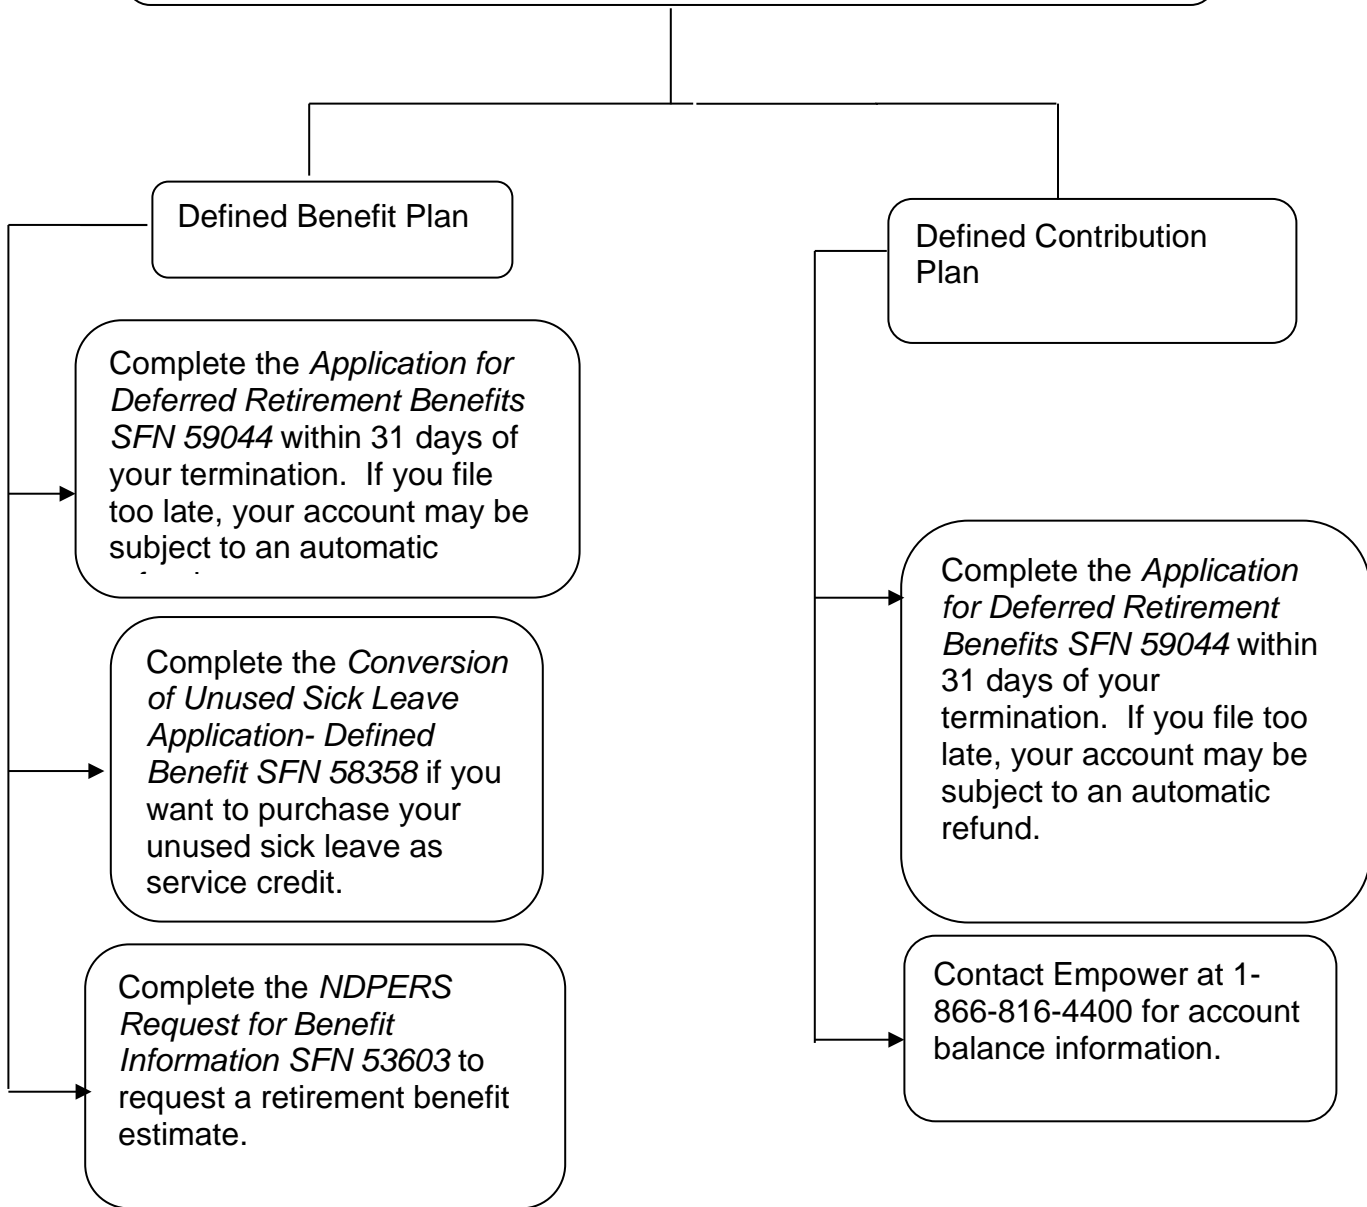 Defined Benefit Plan
Complete the Application for
Deferred Retirement Benefits
SFN 59044 within 31 days of
your termination.  If you file
too late, your account may be
subject to an automatic
Complete the Conversion
of Unused Sick Leave
Application- Defined
Benefit SFN 58358 if you
want to purchase your
unused sick leave as
service credit.
Complete the NDPERS
Request for Benefit
Information SFN 53603 to
request a retirement benefit
estimate.
Defined Contribution
Plan
Complete the Application
for Deferred Retirement
Benefits SFN 59044 within
31 days of your
termination.  If you file too
late, your account may be
subject to an automatic
refund.
Contact Empower at 1-
866-816-4400 for account
balance information.